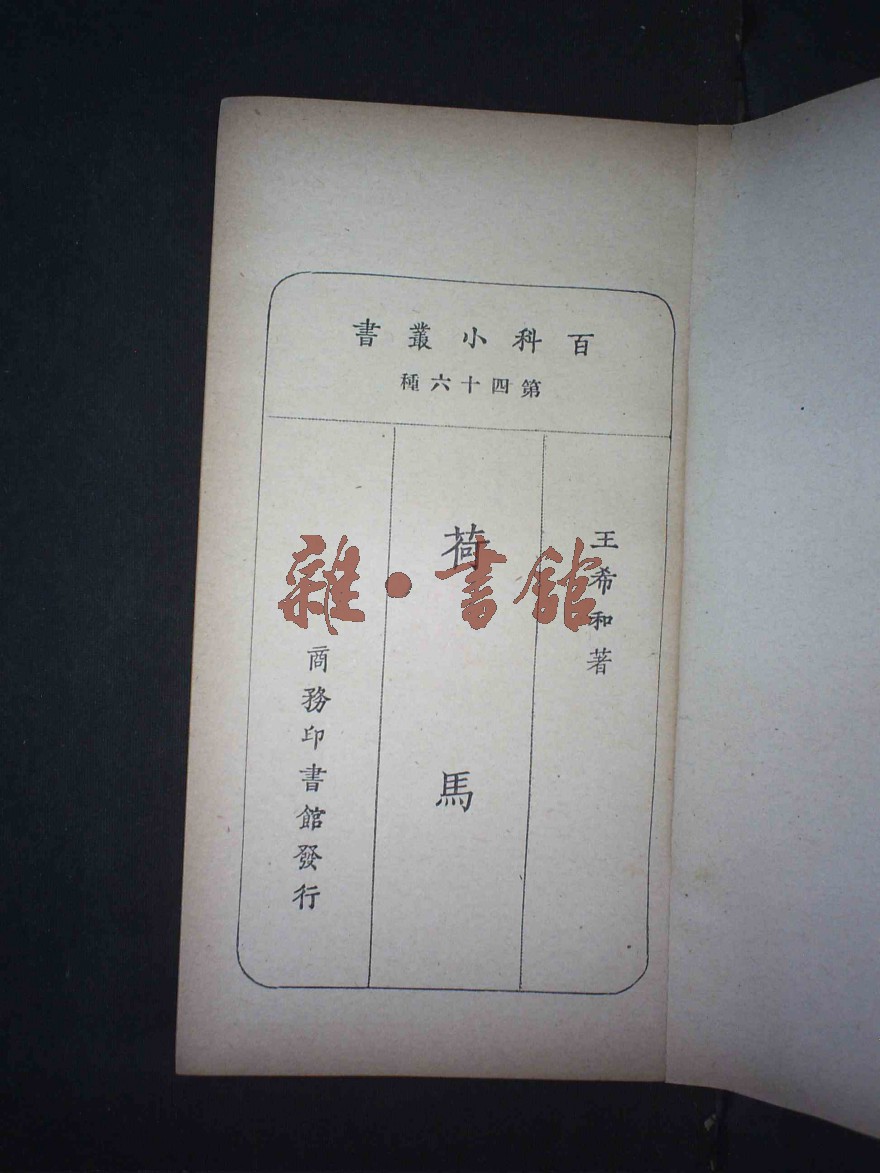 百科小叢書
第四十六種
王希和著
荷馬
商務印書館發行
雜·書館